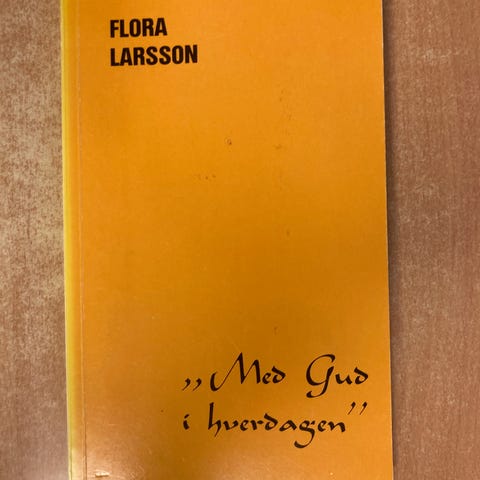 FLORA
LARSSON
„Med Gud
i hverdagen”